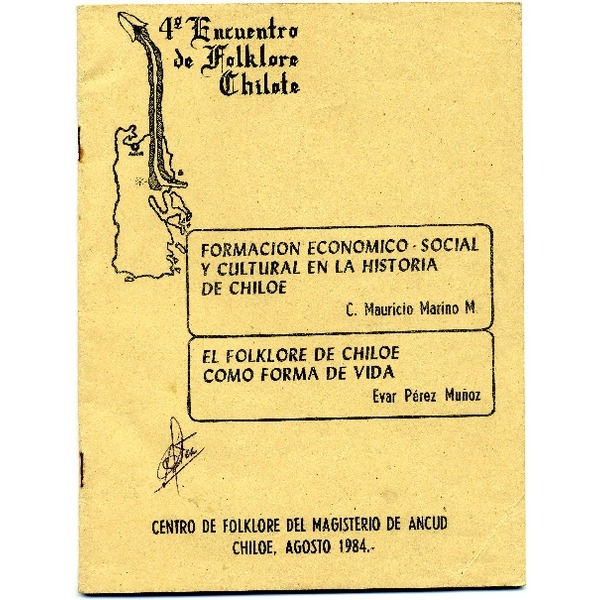 4º Encuentro
de Folklore
Chilote
FORMACION ECONOMICO - SOCIAL
Y CULTURAL EN LA HISTORIA
DE CHILOE
C. Mauricio Marino M.
EL FOLKLORE DE CHILOE
COMO FORMA DE VIDA
Evar Pérez Muñoz
CENTRO DE FOLKLORE DEL MAGISTERIO DE ANCUD
CHILOE, AGOSTO 1984.-